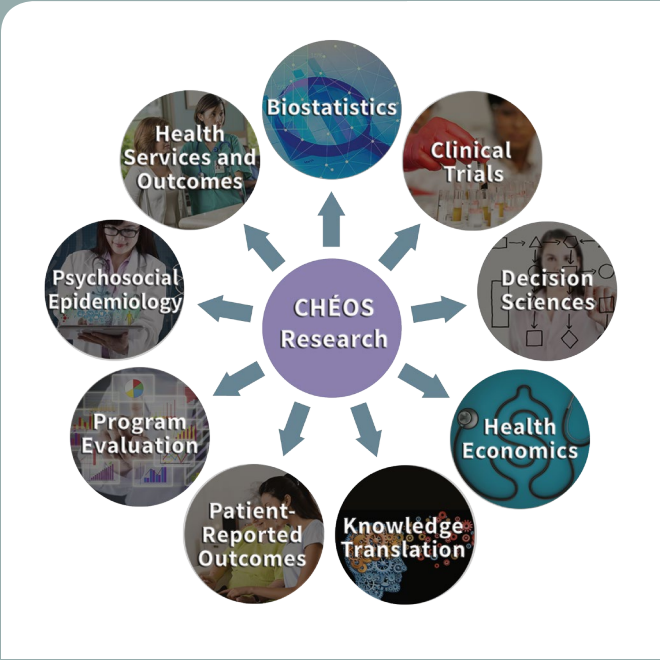 CHÉOS
Research
Biostatistics
Clinical
Trials
Decision
Sciences
Health
Economics
Knowledge
Translation
Patient-
Reported
Outcomes
Program
Evaluation
Psychosocial
Epidemiology
Health
Services and
Outcomes